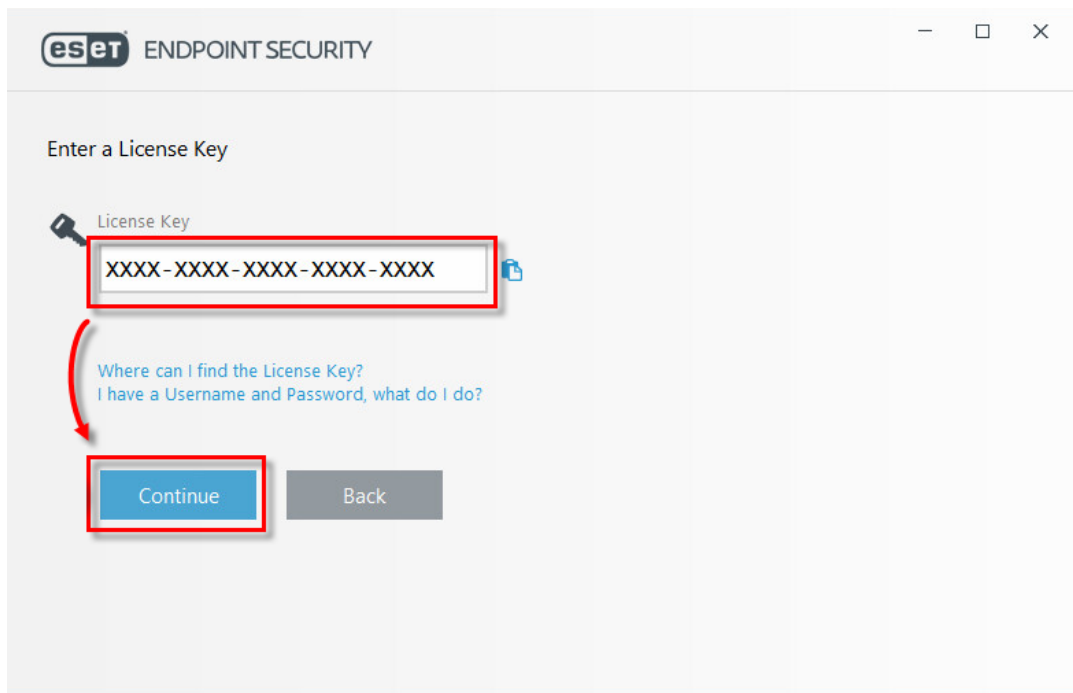 eset ENDPOINT SECURITY
Enter a License Key
License Key
XXXX-XXXX-XXXX-XXXX-XXXX
Where can I find the License Key?
I have a Username and Password, what do I do?
Continue Back